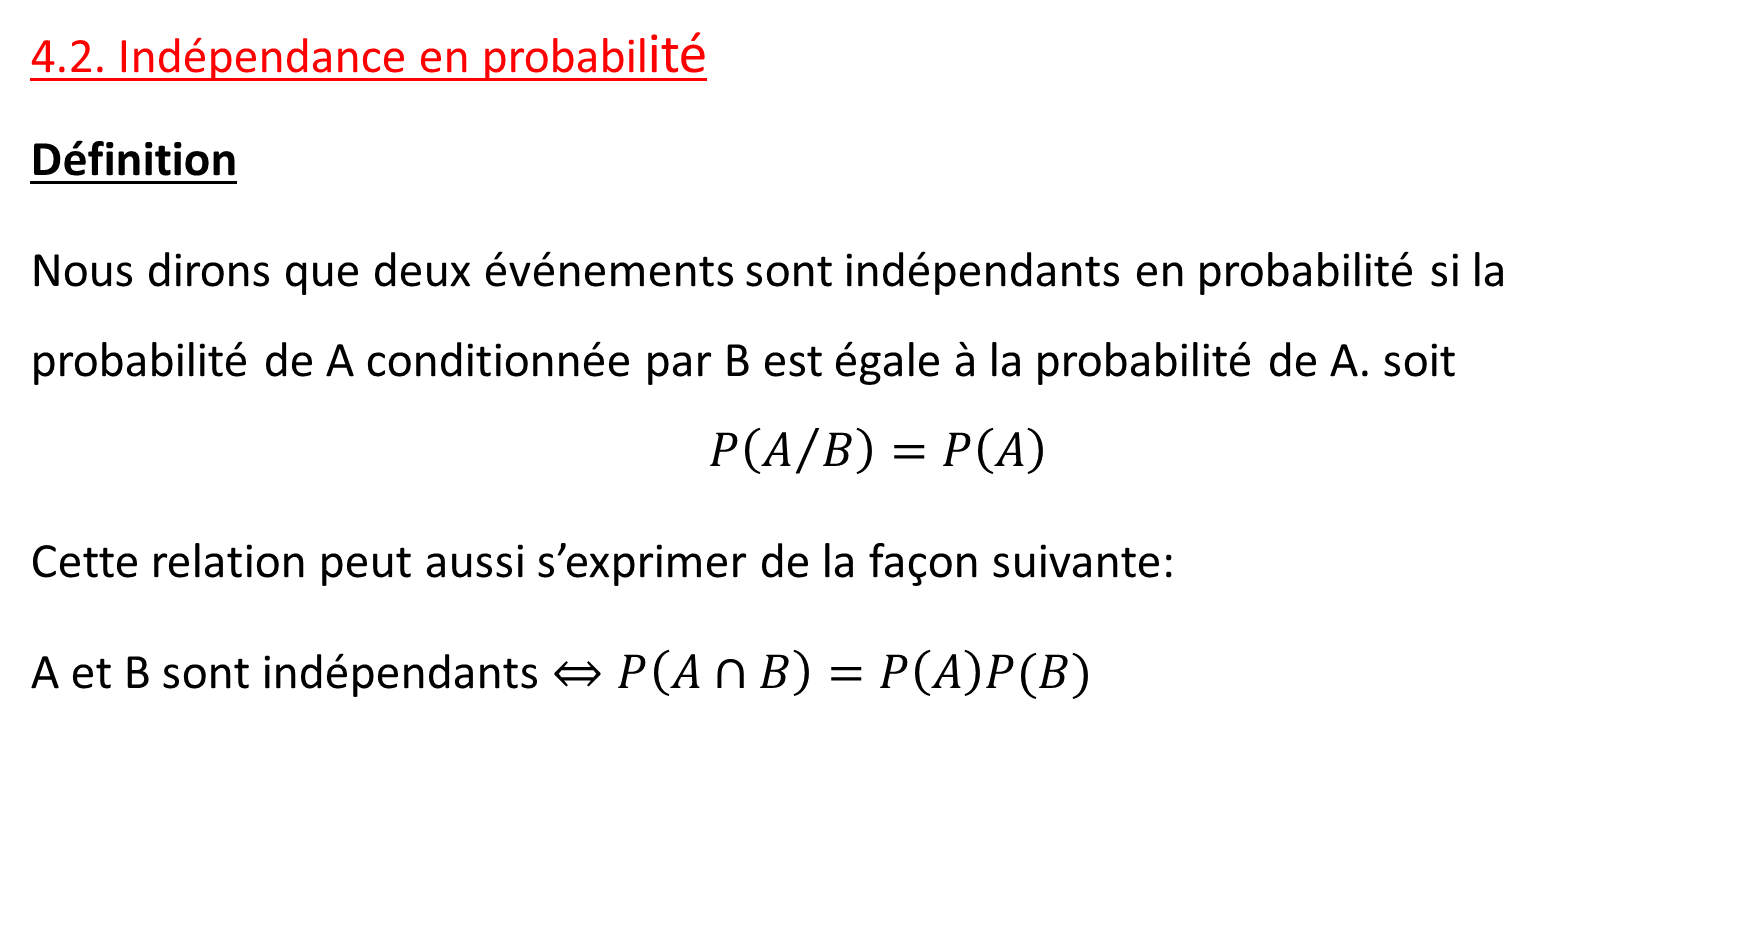 4.2. Indépendance en probabilité
Définition
Nous dirons que deux événements sont indépendants en probabilité si la
probabilité de A conditionnée par B est égale à la probabilité de A. soit
P(A/B) = P(A)
Cette relation peut aussi s’exprimer de la façon suivante:
A et B sont indépendants ⇔ P(A ∩ B) = P(A)P(B)